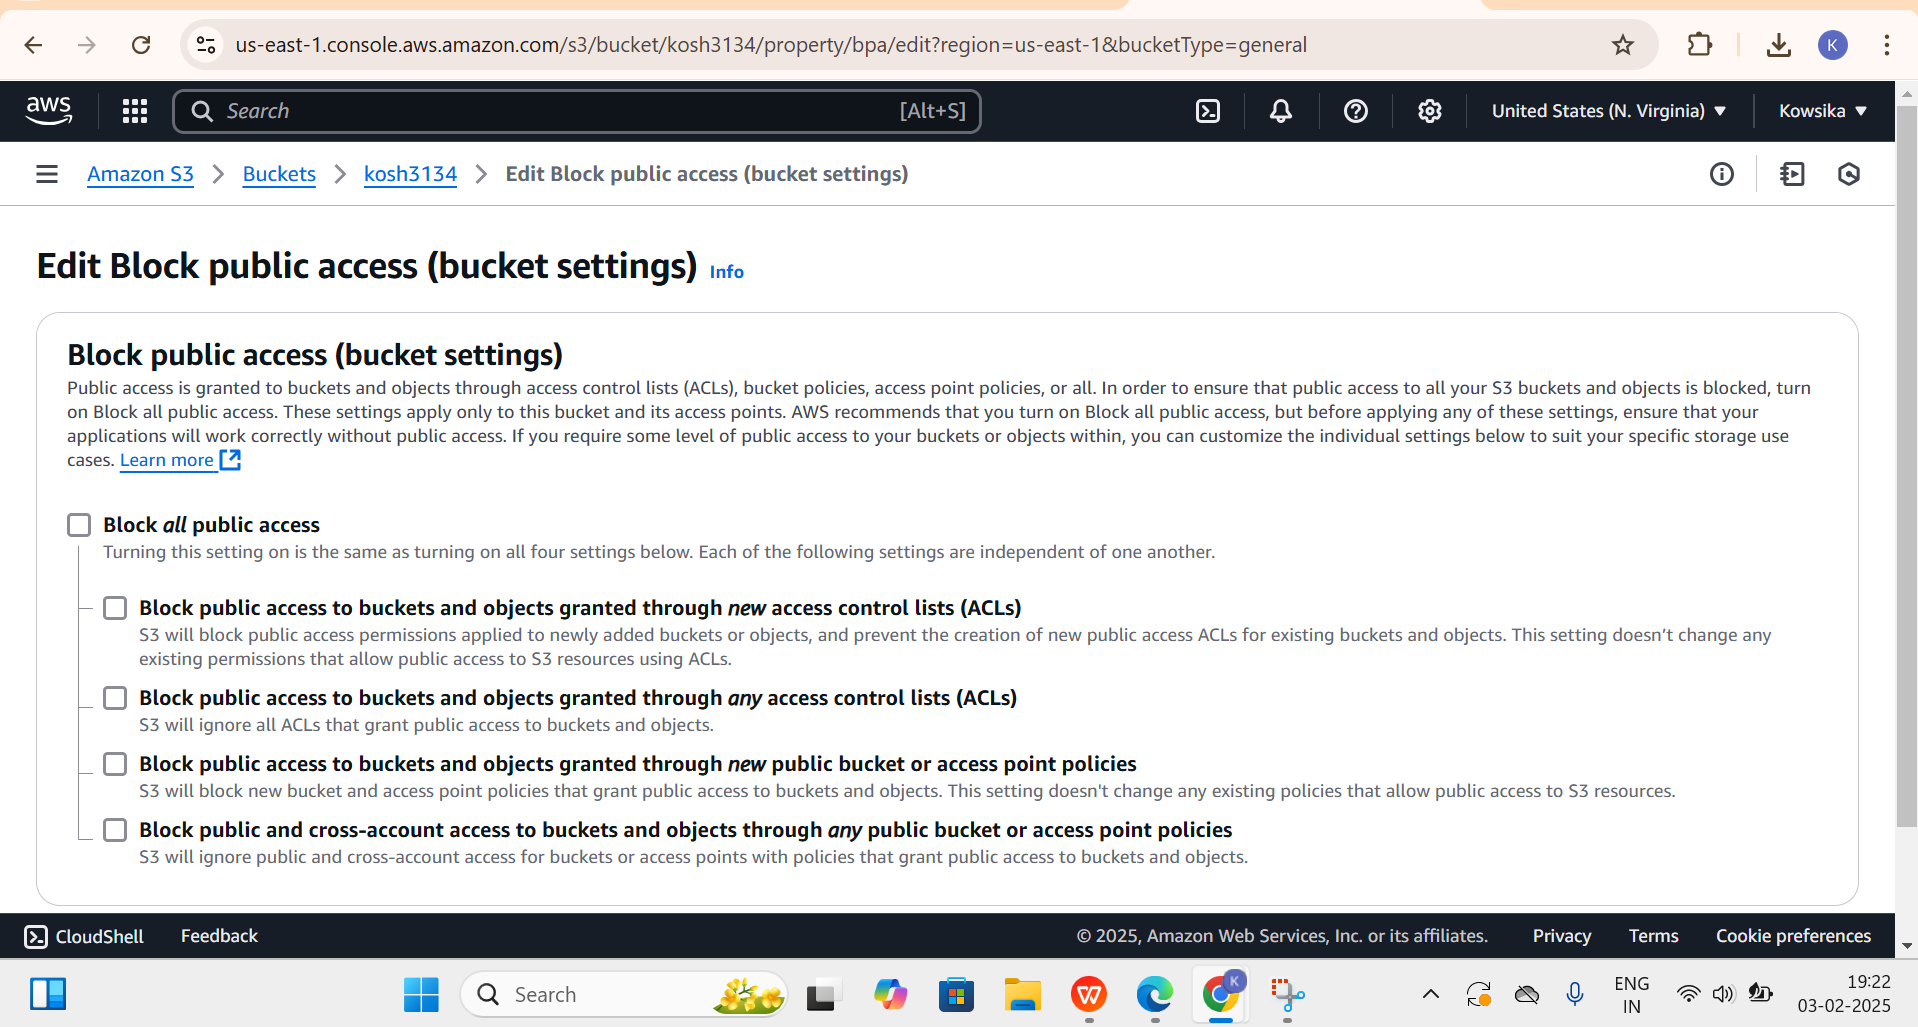 us-east-1.console.aws.amazon.com/s3/bucket/kosh3134/property/bpa/edit?region=us-east-1&bucketType=general
K
aws
Search
[Alt+S]
United States (N. Virginia)
Kowsika
Amazon S3
Buckets
kosh3134
Edit Block public access (bucket settings)
Edit Block public access (bucket settings) Info
Block public access (bucket settings)
Public access is granted to buckets and objects through access control lists (ACLs), bucket policies, access point policies, or all. In order to ensure that public access to all your S3 buckets and objects is blocked, turn
on Block all public access. These settings apply only to this bucket and its access points. AWS recommends that you turn on Block all public access, but before applying any of these settings, ensure that your
applications will work correctly without public access. If you require some level of public access to your buckets or objects within, you can customize the individual settings below to suit your specific storage use
cases. Learn more
Block all public access
Turning this setting on is the same as turning on all four settings below. Each of the following settings are independent of one another.
Block public access to buckets and objects granted through new access control lists (ACLs)
S3 will block public access permissions applied to newly added buckets or objects, and prevent the creation of new public access ACLs for existing buckets and objects. This setting doesn't change any
existing permissions that allow public access to S3 resources using ACLs.
Block public access to buckets and objects granted through any access control lists (ACLs)
S3 will ignore all ACLs that grant public access to buckets and objects.
Block public access to buckets and objects granted through new public bucket or access point policies
S3 will block new bucket and access point policies that grant public access to buckets and objects. This setting doesn't change any existing policies that allow public access to S3 resources.
Block public and cross-account access to buckets and objects through any public bucket or access point policies
S3 will ignore public and cross-account access for buckets or access points with policies that grant public access to buckets and objects.
CloudShell
Feedback
© 2025, Amazon Web Services, Inc. or its affiliates.
Privacy
Terms
Cookie preferences
Search
W
K
ENG
IN
19:22
03-02-2025